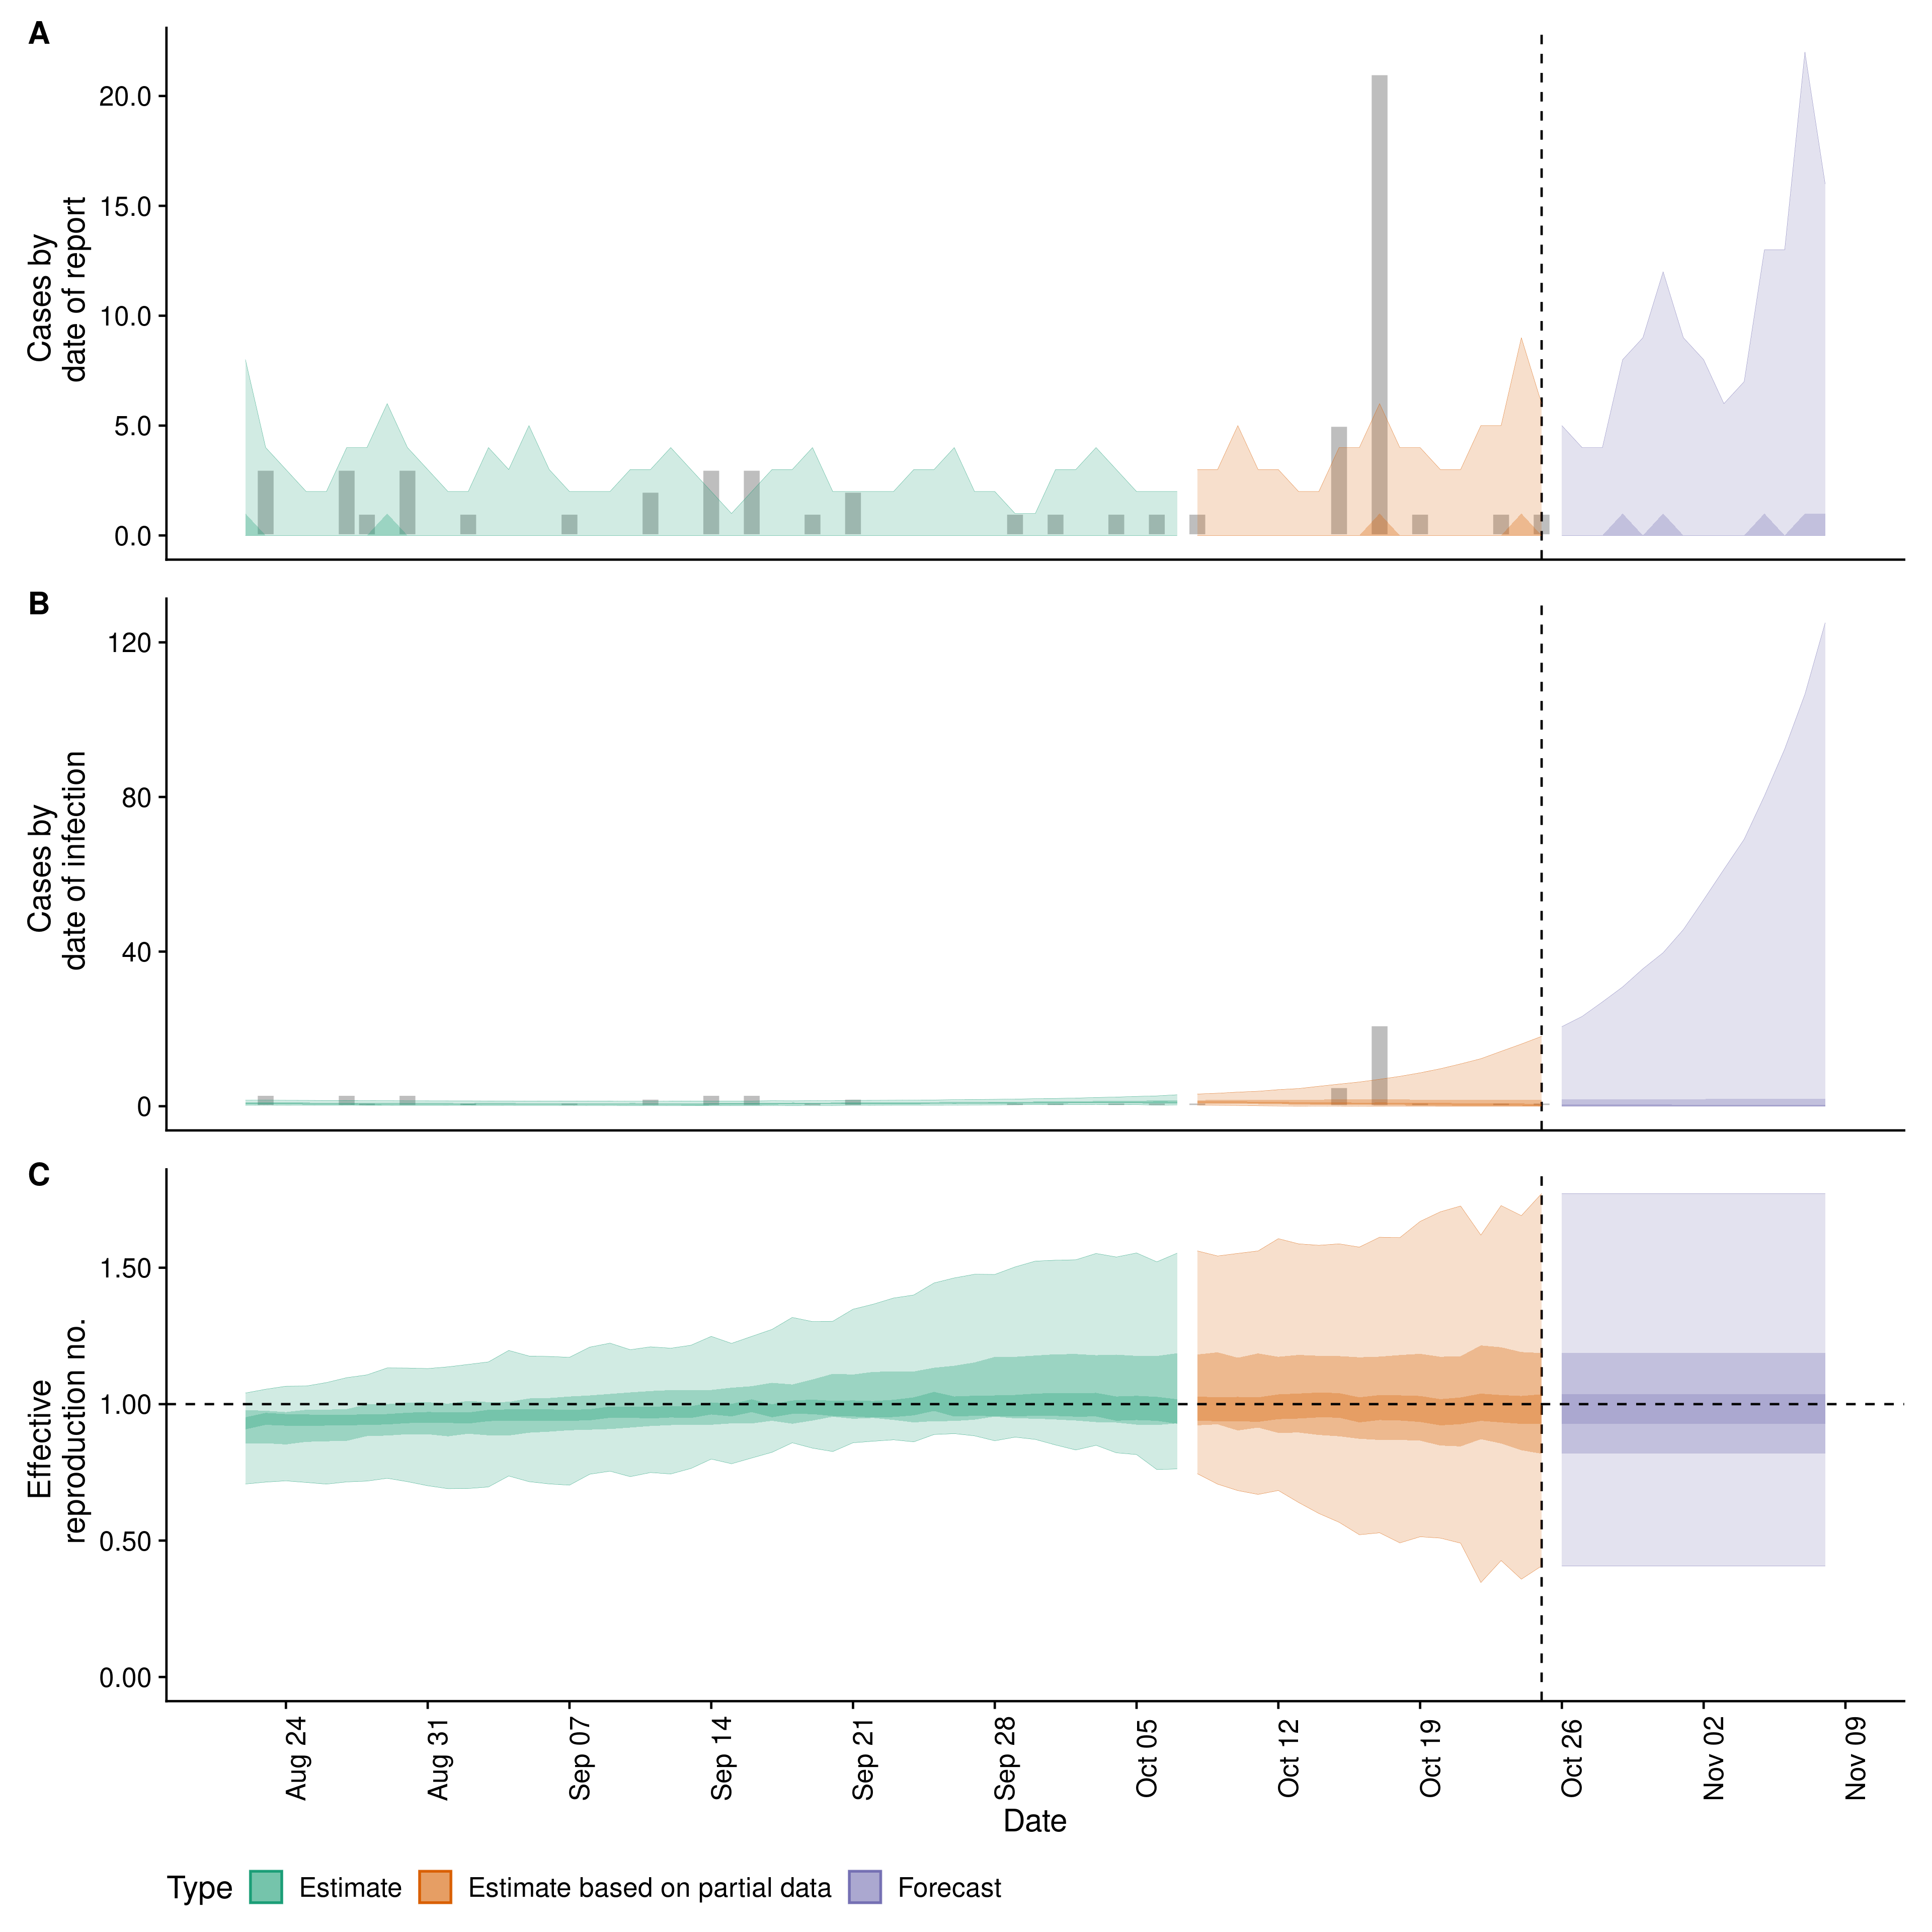 A
Cases by
date of report
20.0
15.0
10.0
5.0
0.0
B
Cases by
date of infection
120
80
40
0
C
Effective
reproduction no.
1.50
1.00
0.50
0.00
Aug 24
Aug 31
Sep 07
Sep 14
Sep 21
Sep 28
Oct 05
Oct 12
Oct 19
Oct 26
Nov 02
Nov 09
Date
Type Estimate Estimate based on partial data Forecast